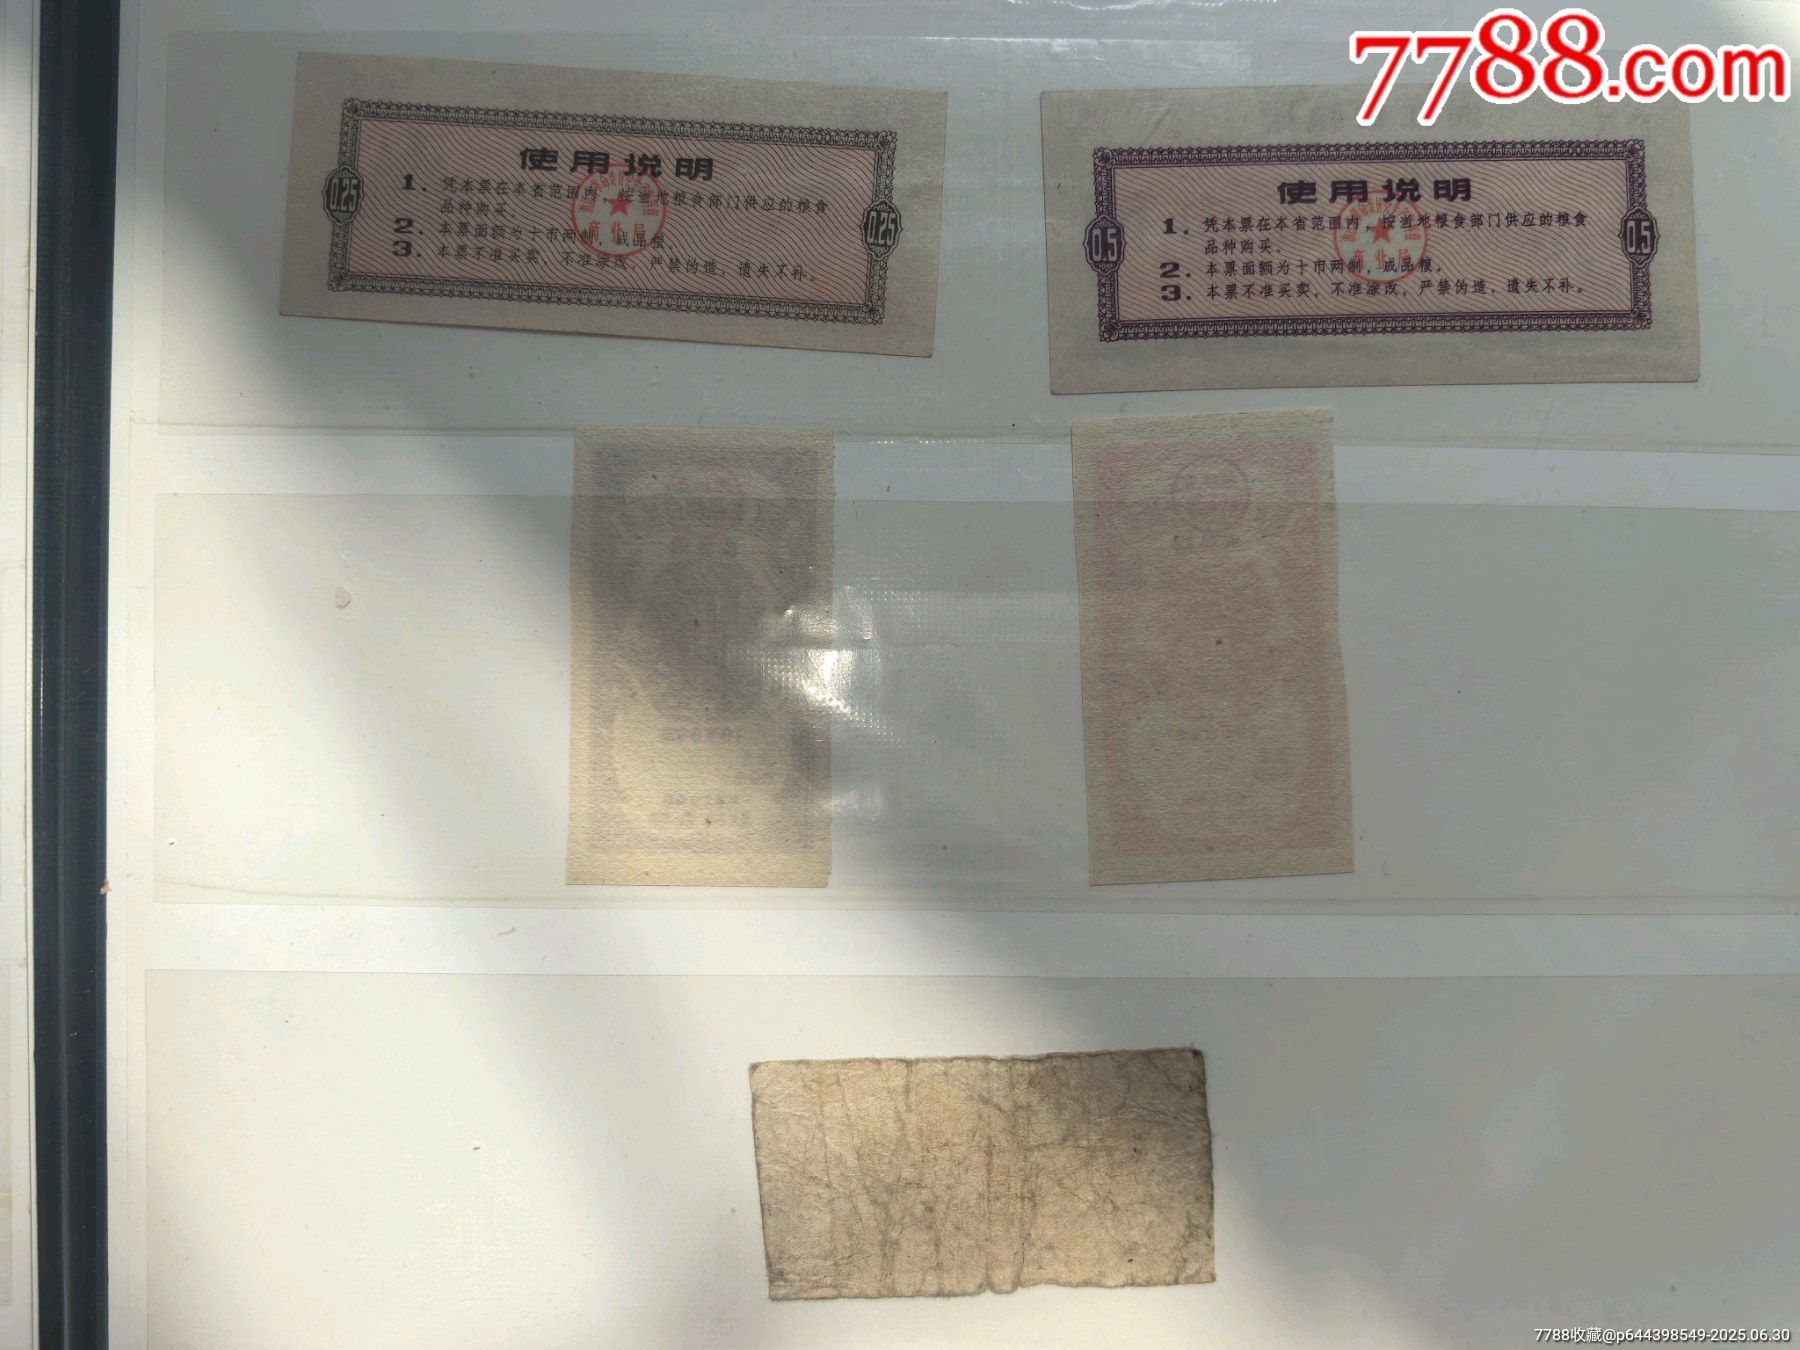 7788.com
使用说明
0.25
1. 凭本票在本省范围内，按当地粮食部门供应的粮食
品种购买。
2. 本票面额为十市两制，成品粮。
3. 本票不准买卖，不准涂改，严禁伪造，遗失不补。
0.25
商业局
使用说明
0.5
1. 凭本票在本省范围内，按当地粮食部门供应的粮食
品种购买。
2. 本票面额为十市两制，成品粮。
3. 本票不准买卖，不准涂改，严禁伪造，遗失不补。
0.5
商业局
7788收藏@p644398549-2025.06.30